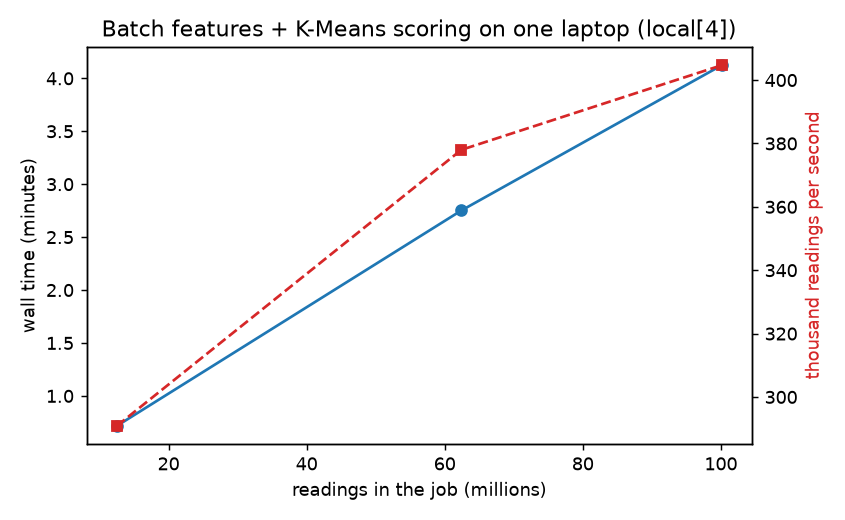 Batch features + K-Means scoring on one laptop (local[4])
wall time (minutes)
4.0
3.5
3.0
2.5
2.0
1.5
1.0
400
380
360
340
320
300
thousand readings per second
20 40 60 80 100
readings in the job (millions)